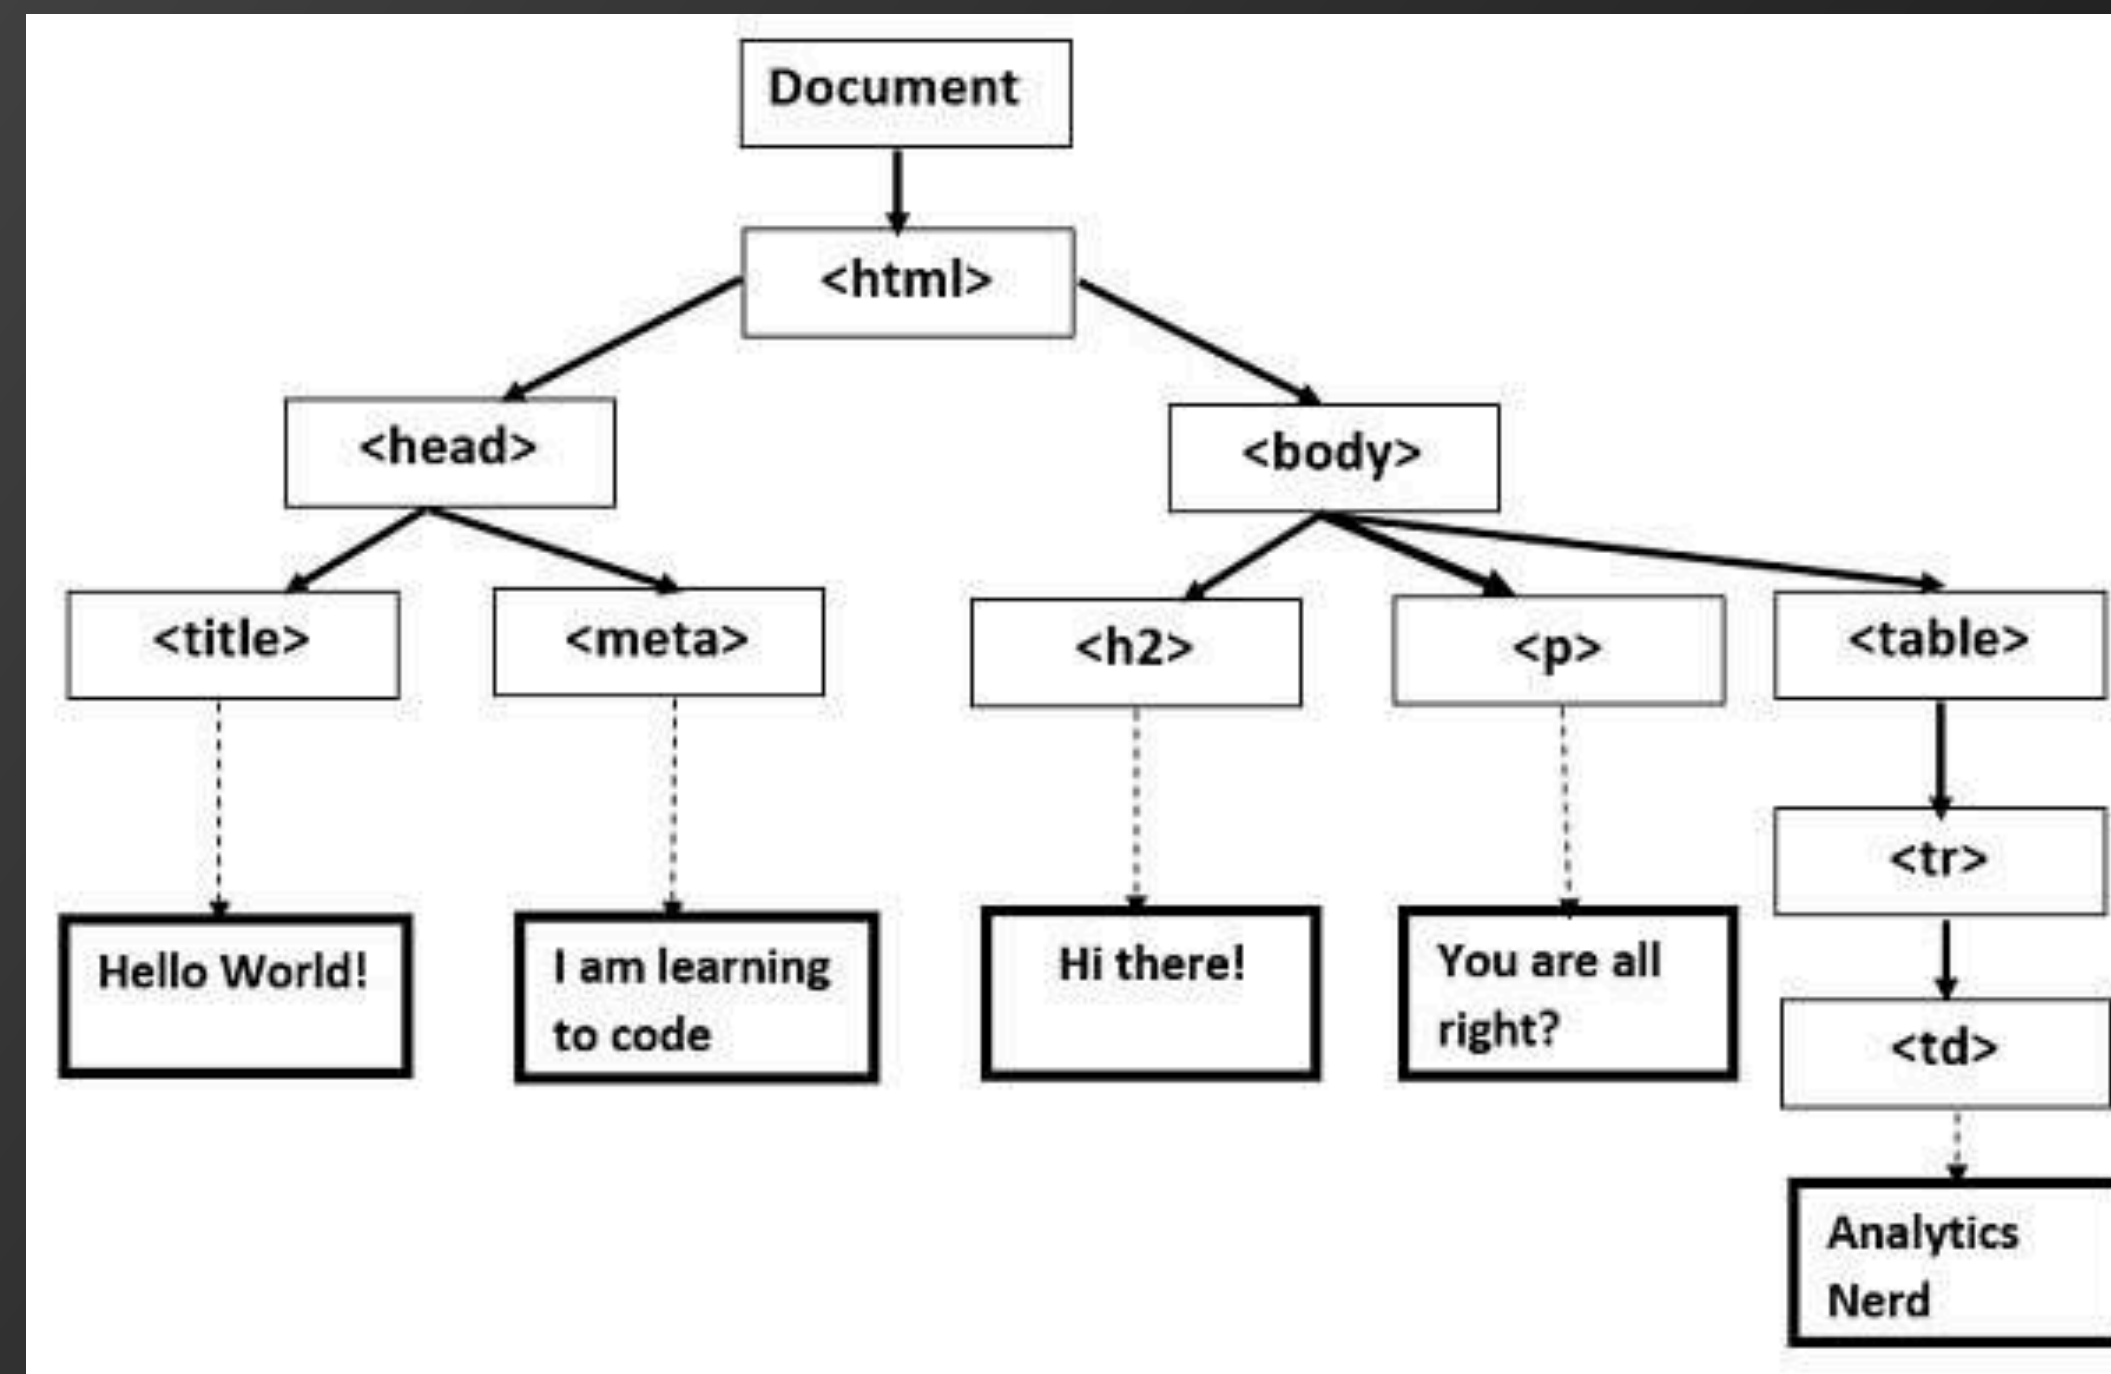 Document
<html>
<head>
<body>
<title>
<meta>
<h2>
<p>
<table>
<tr>
Hello World!
I am learning
to code
Hi there!
You are all
right?
<td>
Analytics
Nerd